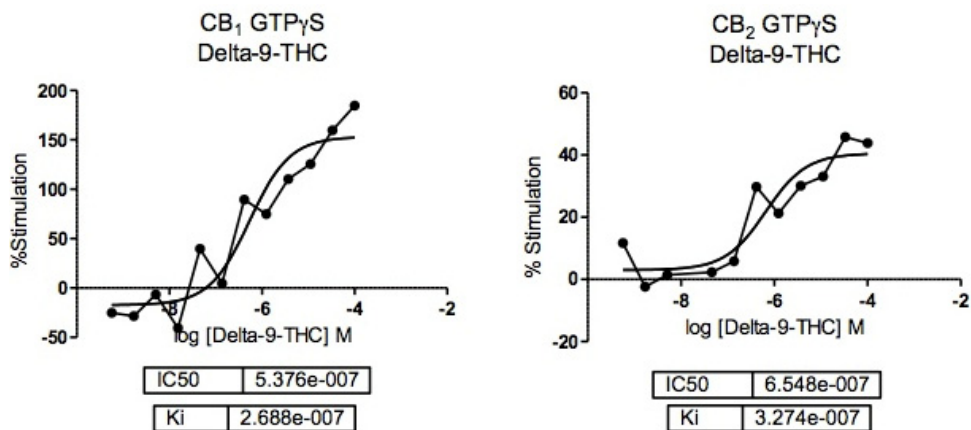 CB₁ GTPγS
Delta-9-THC
%Stimulation
200
150
100
50
0
-50
-8
-6
-4
-2
log [Delta-9-THC] M
IC50 5.376e-007
Ki 2.688e-007
CB₂ GTPγS
Delta-9-THC
% Stimulation
60
40
20
0
-20
-8
-6
-4
-2
log [Delta-9-THC] M
IC50 6.548e-007
Ki 3.274e-007